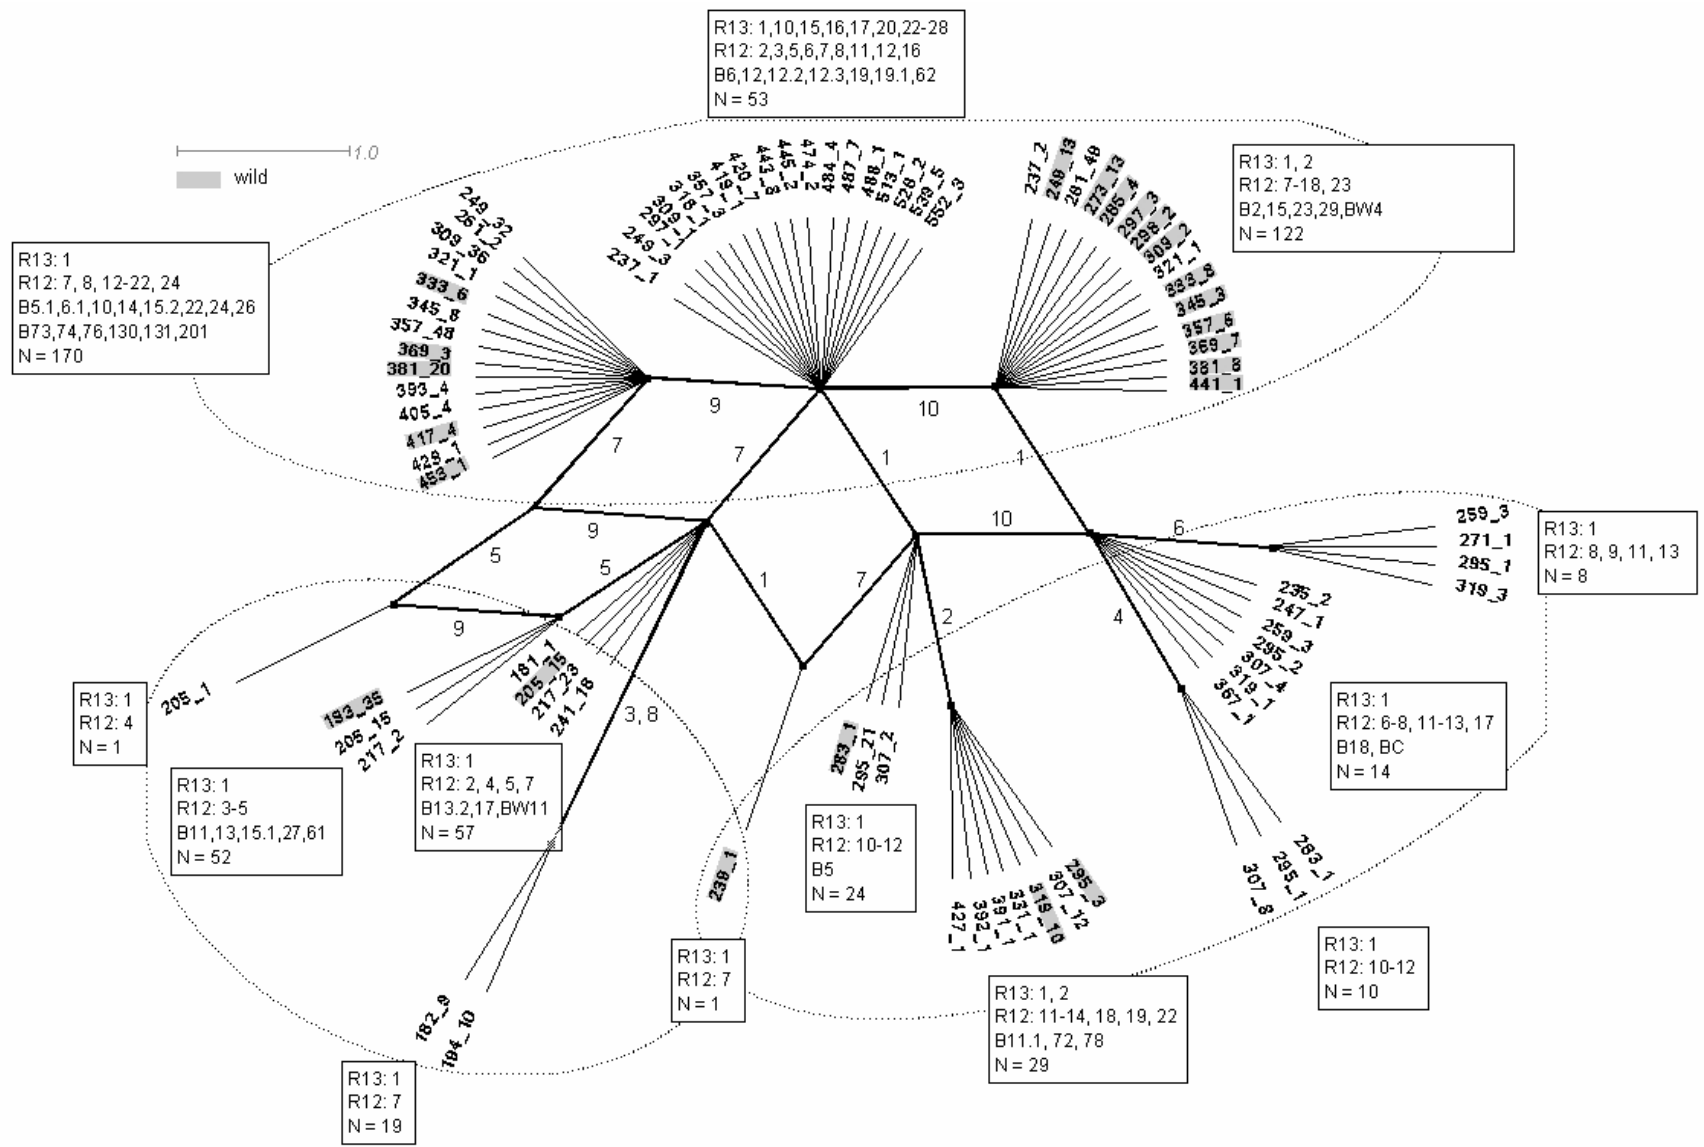 R13: 1,10,15,16,17,20,22-28
R12: 2,3,5,6,7,8,11,12,16
B6,12,12.2,12.3,19,19.1,62
N = 53
1.0
wild
R13: 1, 2
R12: 7-18, 23
B2,15,23,29,BW4
N = 122
R13: 1
R12: 7, 8, 12-22, 24
B5.1,6.1,10,14,15.2,22,24,26
B73,74,76,130,131,201
N = 170
249_32
261_2
309_36
321_1
333_6
345_8
357_48
369_3
381_20
393_4
405_4
417_4
429_1
453_1
237_1
249_3
420_7
443_8
445_2
474_2
484_4
487_7
488_1
513_1
528_2
539_5
552_3
237_2
249_13
261_49
273_13
285_4
297_3
298_1
309_2
321_7
333_8
345_3
357_6
369_7
381_8
441_1
9
10
7
7
1
1
9
5
5
9
1
7
10
6
2
4
3, 8
259_3
271_1
295_1
319_3
R13: 1
R12: 8, 9, 11, 13
N = 8
235_2
247_1
259_3
295_2
307_4
319_1
367_1
R13: 1
R12: 6-8, 11-13, 17
B18, BC
N = 14
205_1
R13: 1
R12: 4
N = 1
193_35
205_15
217_2
R13: 1
R12: 3-5
B11,13,15.1,27,61
N = 52
181_1
205_15
217_23
241_18
R13: 1
R12: 2, 4, 5, 7
B13.2,17,BW11
N = 57
283_1
295_21
307_2
R13: 1
R12: 10-12
B5
N = 24
239_1
R13: 1
R12: 7
N = 1
427_1
392_1
391_1
331_1
319_10
307_12
295_3
R13: 1, 2
R12: 11-14, 18, 19, 22
B11.1, 72, 78
N = 29
283_1
295_1
307_8
R13: 1
R12: 10-12
N = 10
182_9
194_10
R13: 1
R12: 7
N = 19